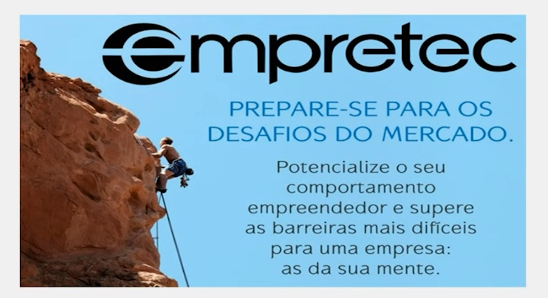 empretec
PREPARE-SE PARA OS
DESAFIOS DO MERCADO.
Potencialize o seu
comportamento
empreendedor e supere
as barreiras mais difíceis
para uma empresa:
as da sua mente.